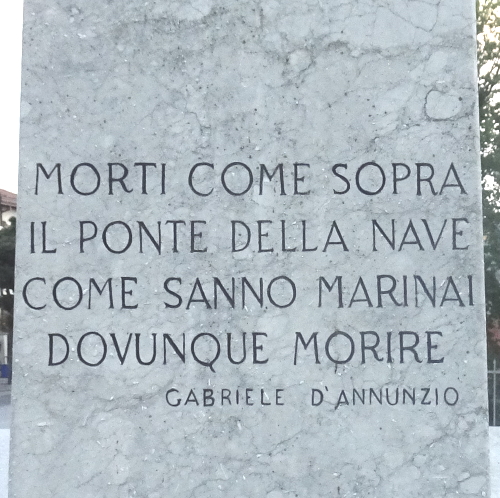 MORTI COME SOPRA
IL PONTE DELLA NAVE
COME SANNO MARINAI
DOVUNQUE MORIRE
GABRIELE D'ANNUNZIO